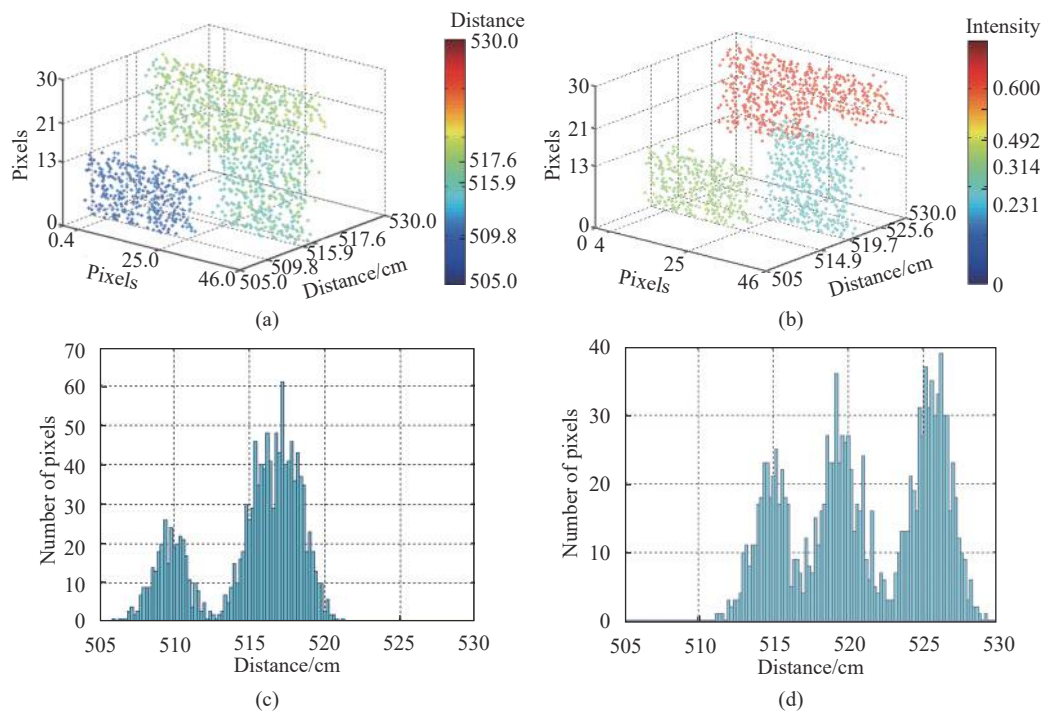 Distance
530.0
517.6
515.9
509.8
505.0
30
21
13
0
Pixels
0.4
25.0
46.0
Pixels
505.0
509.8
515.9
517.6
530.0
Distance/cm
(a)
Intensity
0.600
0.492
0.314
0.231
0
30
21
13
0
Pixels
0 4
25
46
Pixels
505
514.9
519.7
525.6
530.0
Distance/cm
(b)
70
60
50
40
30
20
10
0
Number of pixels
505 510 515 520 525 530
Distance/cm
(c)
40
30
20
10
0
Number of pixels
505 510 515 520 525 530
Distance/cm
(d)